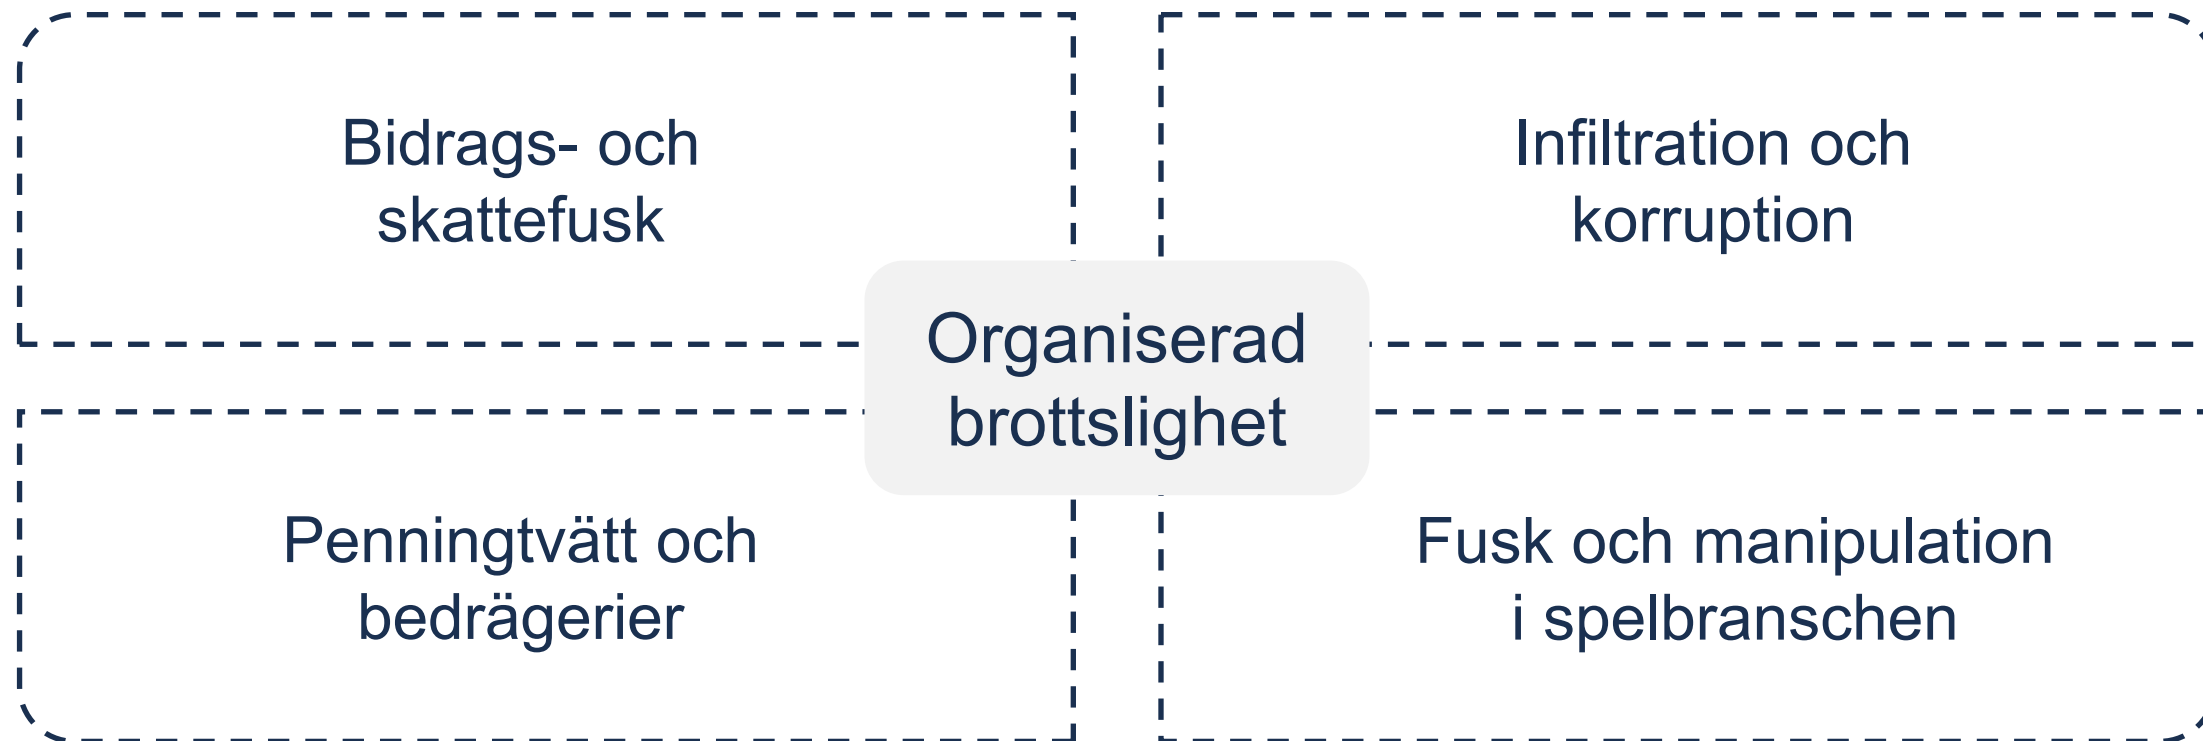 Bidrags- och
skattefusk
Infiltration och
korruption
Organiserad
brottslighet
Penningtvätt och
bedrägerier
Fusk och manipulation
i spelbranschen